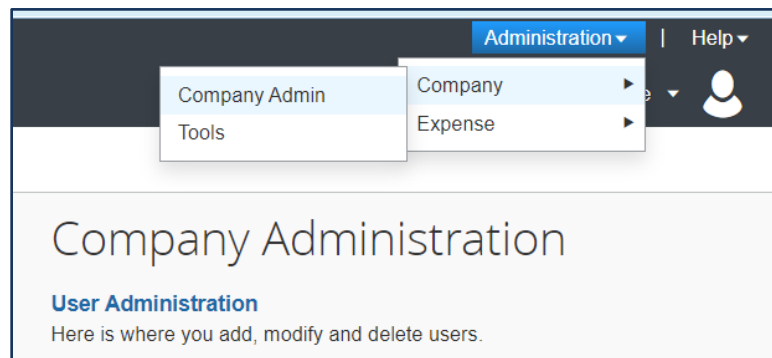 Administration | Help
Company Admin
Company
Tools
Expense
Company Administration
User Administration
Here is where you add, modify and delete users.